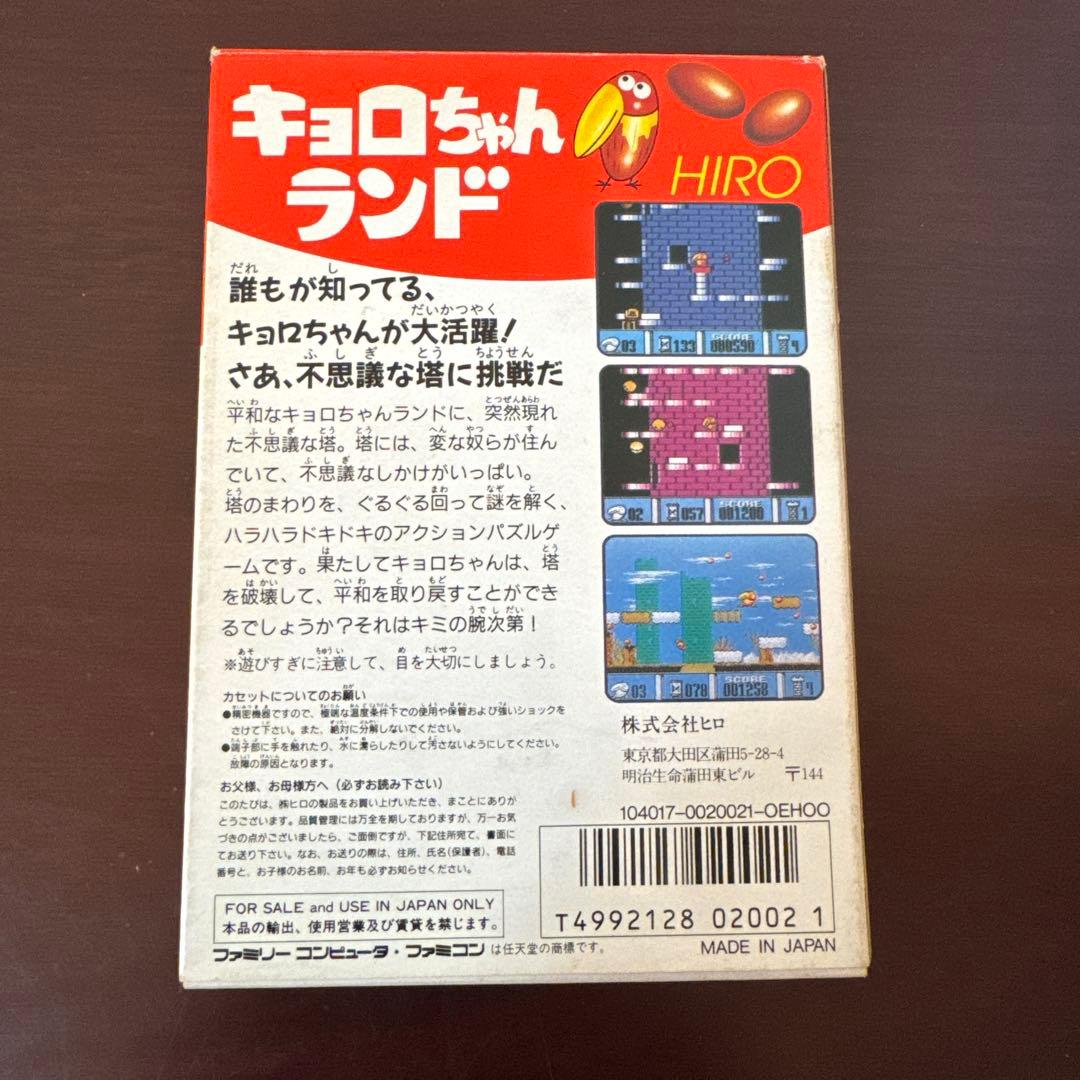 キョロちゃん
ランド
HIRO
誰もが知ってる、
キョロちゃんが大活躍!
さあ、不思議な塔に挑戦だ
平和なキョロちゃんランドに、突然現れ
た不思議な塔。塔には、変な奴らが住ん
でいて、不思議なしかけがいっぱい。
塔のまわりを、ぐるぐる回って謎を解く、
ハラハラドキドキのアクションパズルゲ
ームです。果たしてキョロちゃんは、塔
を破壊して、平和を取り戻すことができ
るでしょうか?それはキミの腕次第!
※遊びすぎに注意して、目を大切にしましょう。
カセットについてのお願い
●精密機器ですので、極端な温度条件下での使用や保管および強いショックを
さけて下さい。また、絶対に分解しないでください。
●端子部に手を触れたり、水に濡らしたりして汚さないようにしてください。
故障の原因となります。
お父様、お母様方へ(必ずお読み下さい)
このたびは、㈱ヒロの製品をお買い上げいただき、まことにありが
とうございます。品質管理には万全を期しておりますが、万一お気
づきの点がございましたら、ご面倒ですが、下記住所宛て、書面に
てお送り下さい。なお、お送りの際は、住所、氏名(保護者)、電話
番号と、お子様のお名前、お年も必ずお知らせください。
FOR SALE and USE IN JAPAN ONLY
本品の輸出、使用営業及び賃貸を禁じます。
ファミリーコンピュータ・ファミコンは任天堂の商標です。
03 133 SCORE 000590 4
02 057 SCORE 001200 1
03 078 SCORE 001258 4
株式会社ヒロ
東京都大田区蒲田5-28-4
明治生命蒲田東ビル 〒144
104017-0020021-OEHOO
T4992128 02002 1
MADE IN JAPAN